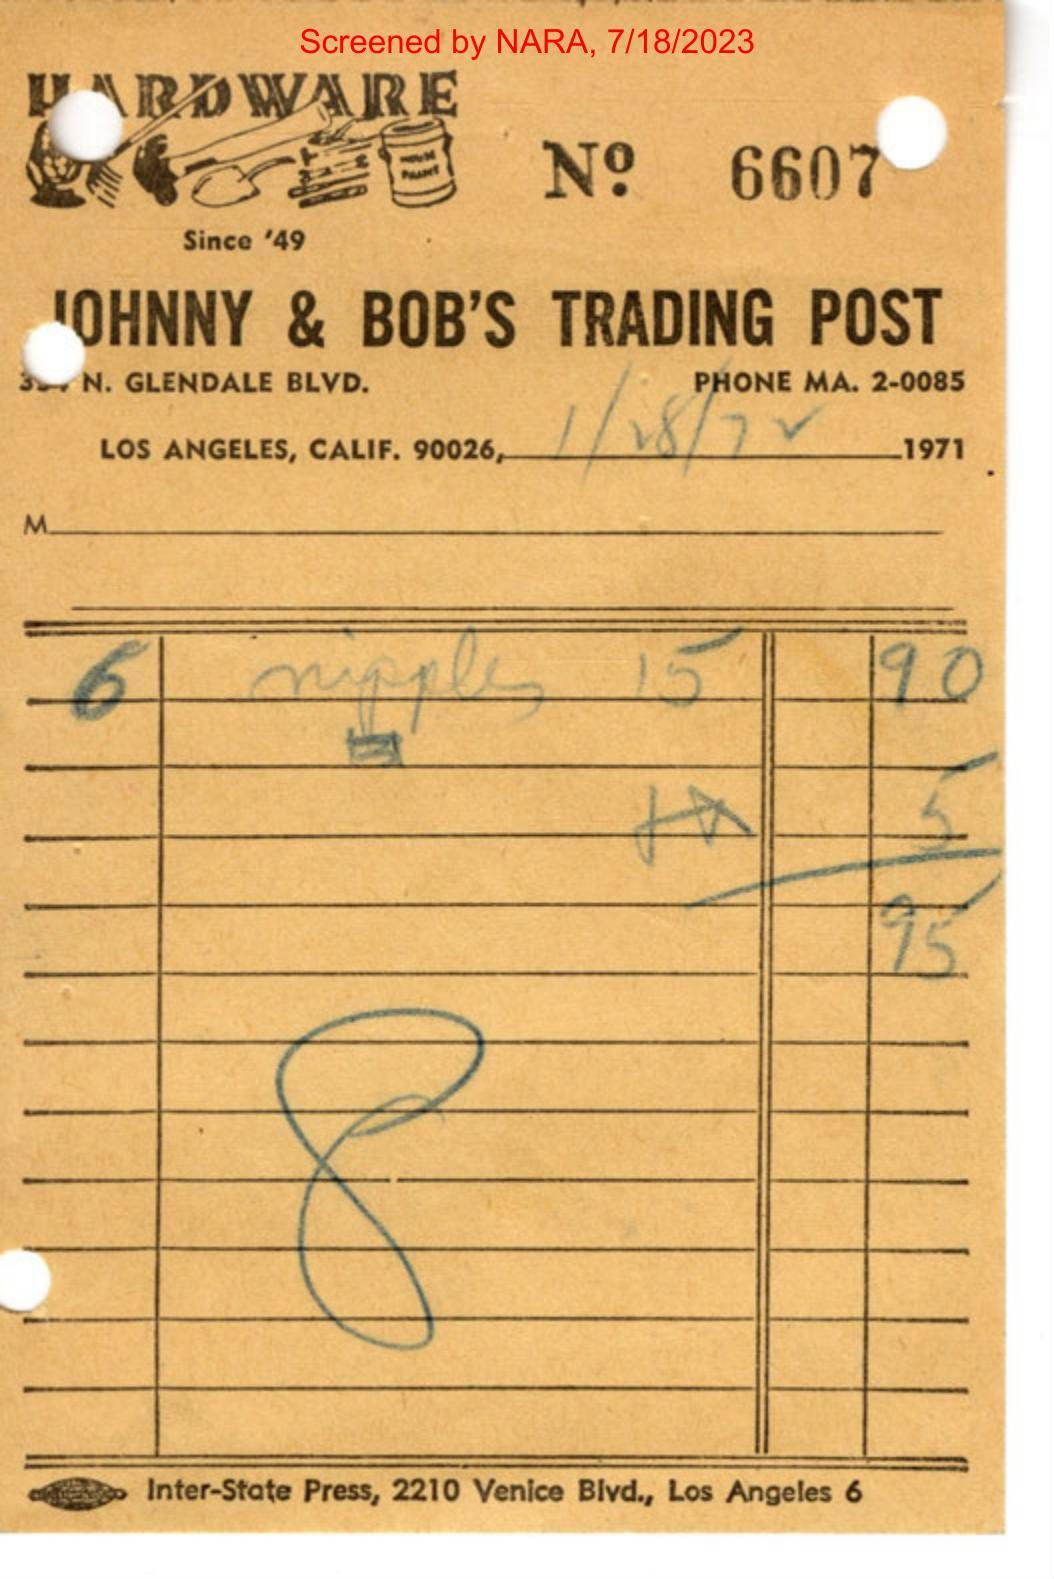 Screened by NARA, 7/18/2023
HARDWARE
HOUSE
PAINT
Nº 6607
Since '49
JOHNNY & BOB'S TRADING POST
N. GLENDALE BLVD. PHONE MA. 2-0085
LOS ANGELES, CALIF. 90026, 1/28/72 1971
M
6 nipples 15 90
5
95
8
Inter-State Press, 2210 Venice Blvd., Los Angeles 6